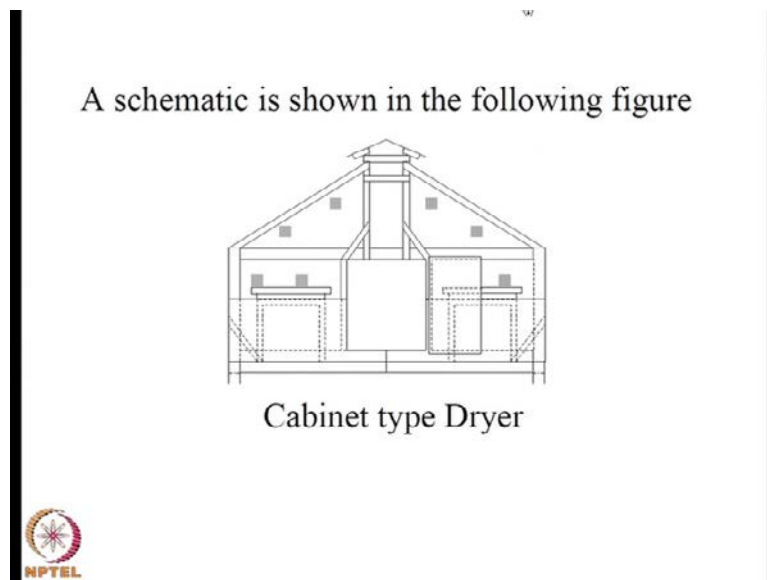 A schematic is shown in the following figure
Cabinet type Dryer
NPTEL